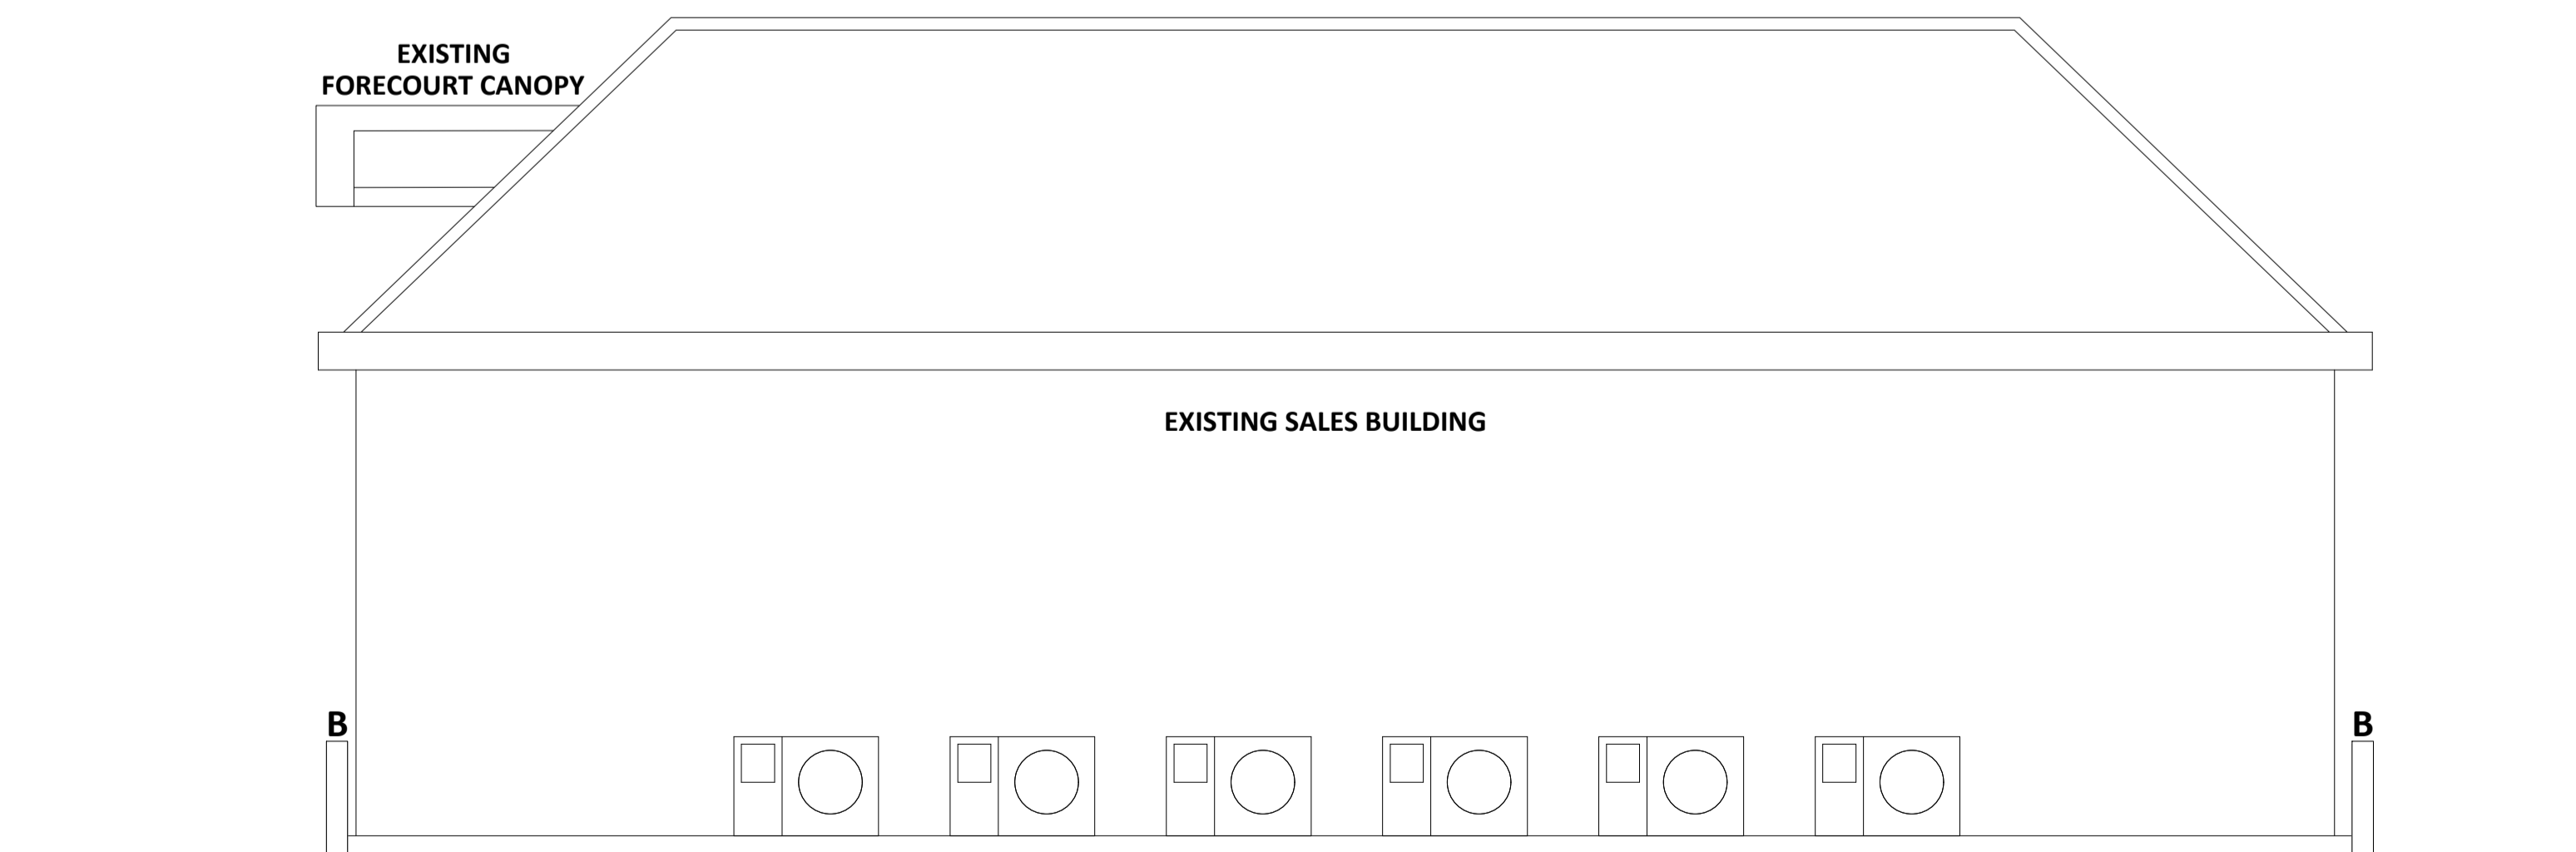 EXISTING
FORECOURT CANOPY
EXISTING SALES BUILDING
B
B